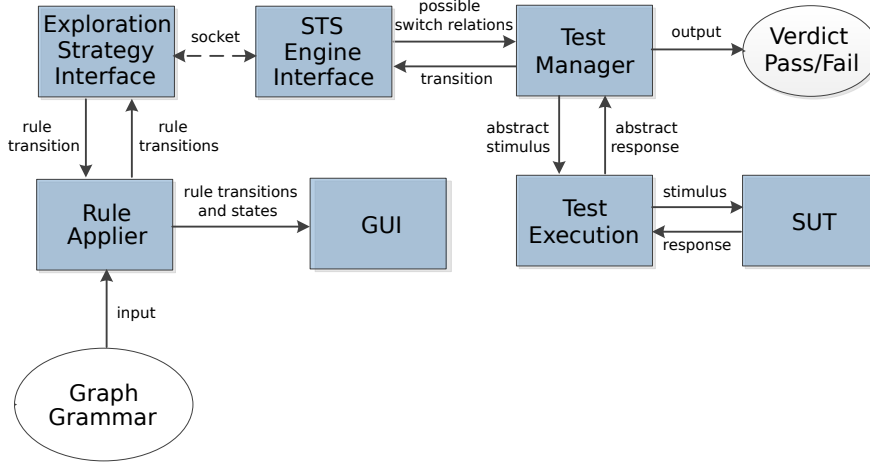 Exploration
Strategy
Interface
socket
STS
Engine
Interface
possible
switch relations
transition
Test
Manager
output
Verdict
Pass/Fail
rule
transition
rule
transitions
abstract
stimulus
abstract
response
Rule
Applier
rule transitions
and states
GUI
Test
Execution
stimulus
response
SUT
input
Graph
Grammar